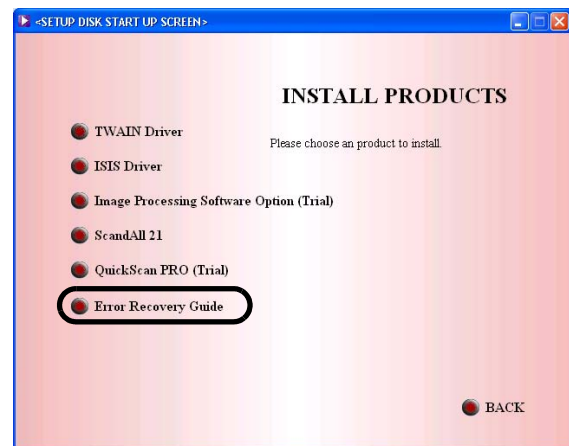 <SETUP DISK START UP SCREEN>
INSTALL PRODUCTS
Please choose an product to install.
TWAIN Driver
ISIS Driver
Image Processing Software Option (Trial)
ScandAll 21
QuickScan PRO (Trial)
Error Recovery Guide
BACK